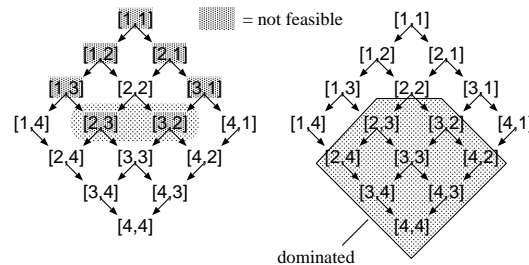 [1,1]
= not feasible
[1,2] [2,1]
[1,3] [2,2] [3,1]
[1,4] [2,3] [3,2] [4,1]
[2,4] [3,3] [4,2]
[3,4] [4,3]
[4,4]
[1,1]
[1,2] [2,1]
[1,3] [2,2] [3,1]
[1,4] [2,3] [3,2] [4,1]
[2,4] [3,3] [4,2]
[3,4] [4,3]
[4,4]
dominated